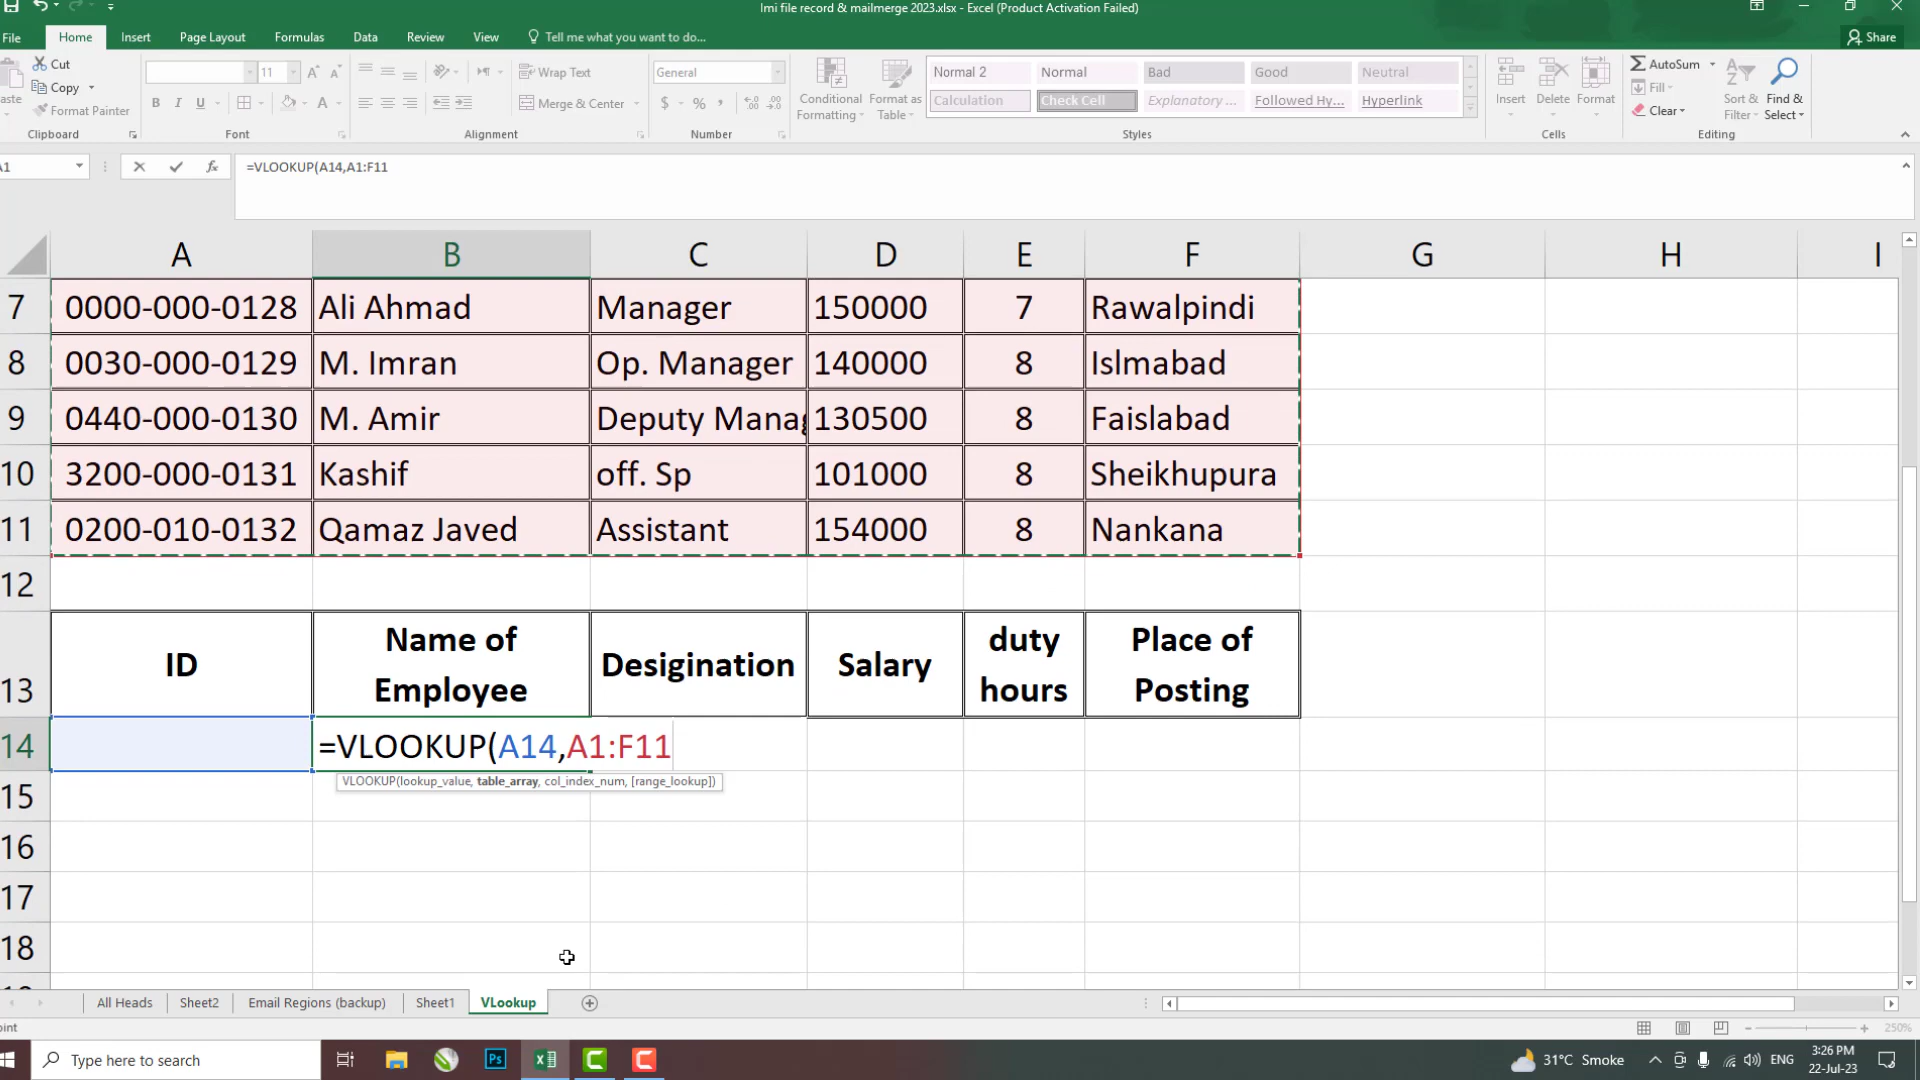 Imi file record & mailmerge 2023.xlsx - Excel (Product Activation Failed)
File Home Insert Page Layout Formulas Data Review View Tell me what you want to do... Share
Cut
Copy
Format Painter
Clipboard
11
Font
Wrap Text
Merge & Center
Alignment
General
$ % ,
Number
Conditional Formatting
Format as Table
Normal 2 Normal Bad Good Neutral
Calculation Check Cell Explanatory ... Followed Hy... Hyperlink
Styles
Insert Delete Format
Cells
AutoSum
Fill
Clear
Sort & Filter
Find & Select
Editing
=VLOOKUP(A14,A1:F11
A B C D E F G H I
7 0000-000-0128 Ali Ahmad Manager 150000 7 Rawalpindi
8 0030-000-0129 M. Imran Op. Manager 140000 8 Islmabad
9 0440-000-0130 M. Amir Deputy Manag 130500 8 Faislabad
10 3200-000-0131 Kashif off. Sp 101000 8 Sheikhupura
11 0200-010-0132 Qamaz Javed Assistant 154000 8 Nankana
12
13 ID Name of Employee Desigination Salary duty hours Place of Posting
14 =VLOOKUP(A14,A1:F11
VLOOKUP(lookup_value, table_array, col_index_num, [range_lookup])
15
16
17
18
All Heads Sheet2 Email Regions (backup) Sheet1 VLookup
250%
Type here to search
Ps
31°C Smoke
ENG
3:26 PM
22-Jul-23